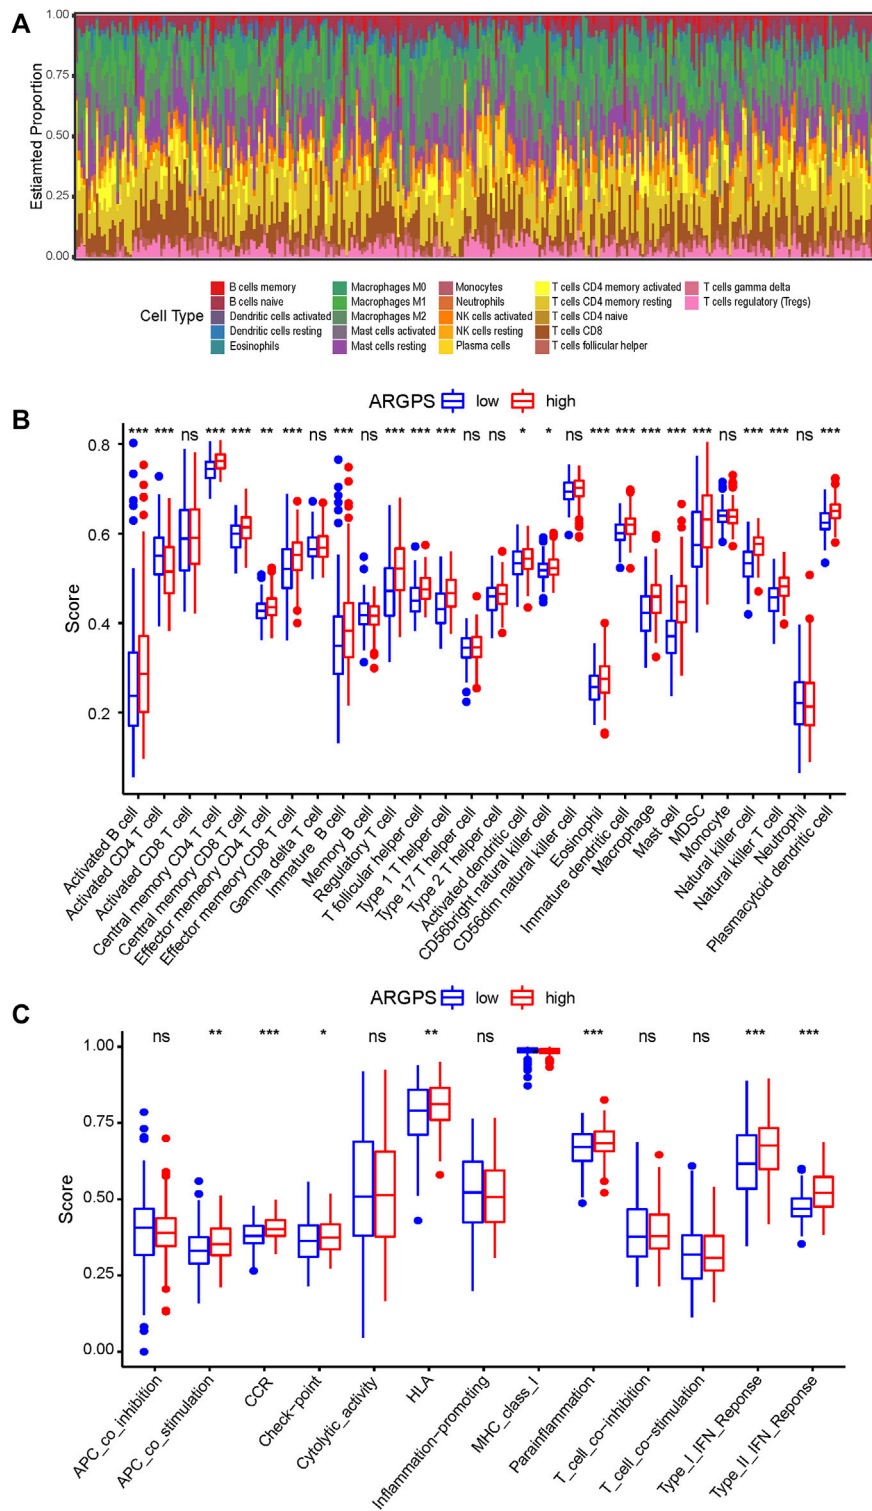 A
Estiamted Proportion
1.00
0.75
0.50
0.25
0.00
Cell Type
B cells memory
B cells naive
Dendritic cells activated
Dendritic cells resting
Eosinophils
Macrophages M0
Macrophages M1
Macrophages M2
Mast cells activated
Mast cells resting
Monocytes
Neutrophils
NK cells activated
NK cells resting
Plasma cells
T cells CD4 memory activated
T cells CD4 memory resting
T cells CD4 naive
T cells CD8
T cells follicular helper
T cells gamma delta
T cells regulatory (Tregs)
B
ARGPS low high
*** *** ns *** *** ** *** ns *** ns *** *** *** ns ns * * ns *** *** *** *** *** ns *** *** ns ***
Score
0.8
0.6
0.4
0.2
Activated B cell
Activated CD4 T cell
Activated CD8 T cell
Central memory CD4 T cell
Central memory CD8 T cell
Effector memeory CD4 T cell
Effector memeory CD8 T cell
Gamma delta T cell
Immature B cell
Memory B cell
Regulatory T cell
T follicular helper cell
Type 1 T helper cell
Type 17 T helper cell
Type 2 T helper cell
Activated dendritic cell
CD56bright natural killer cell
CD56dim natural killer cell
Eosinophil
Immature dendritic cell
Macrophage
Mast cell
MDSC
Monocyte
Natural killer cell
Natural killer T cell
Neutrophil
Plasmacytoid dendritic cell
C
ARGPS low high
ns ** *** * ns ** ns *** ns ns *** ***
Score
1.00
0.75
0.50
0.25
0.00
APC_co_inhibition
APC_co_stimulation
CCR
Check-point
Cytolytic_activity
HLA
Inflammation-promoting
MHC_class_I
Parainflammation
T_cell_co-inhibition
T_cell_co-stimulation
Type_I_IFN_Reponse
Type_II_IFN_Reponse